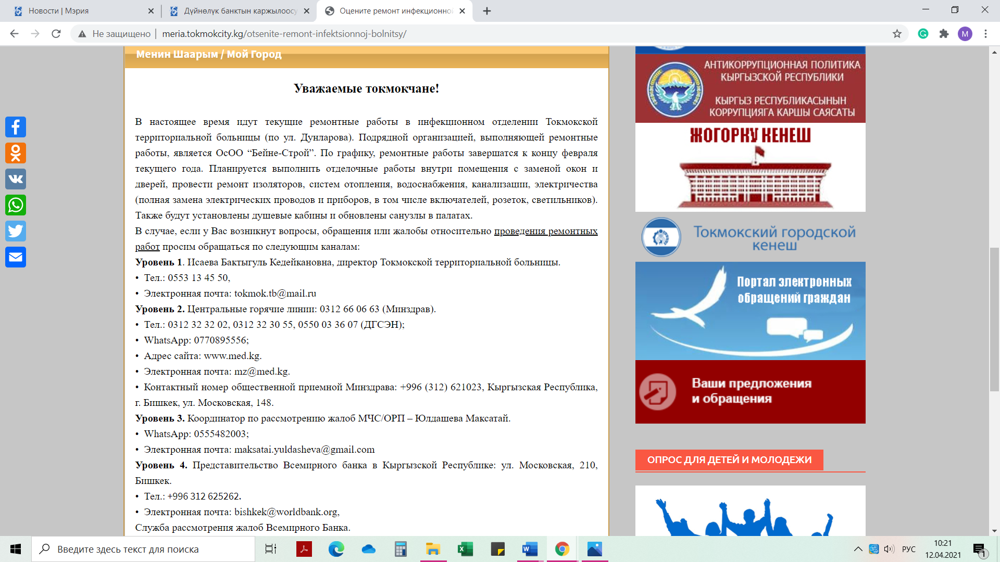 Новости | Мэрия
Дүйнөлүк банктын каржылоосу
Оцените ремонт инфекционной
Не защищено
meria.tokmokcity.kg/otsenite-remont-infektsionnoj-bolnitsy/
M
Менин Шаарым / Мой Город
Уважаемые токмокчане!
В настоящее время идут текущие ремонтные работы в инфекционном отделении Токмокской
территориальной больницы (по ул. Дунларова). Подрядной организацией, выполняющей ремонтные
работы, является ОсОО “Бейне-Строй”. По графику, ремонтные работы завершатся к концу февраля
текущего года. Планируется выполнить отделочные работы внутри помещения с заменой окон и
дверей, провести ремонт изоляторов, систем отопления, водоснабжения, канализации, электричества
(полная замена электрических проводов и приборов, в том числе включателей, розеток, светильников).
Также будут установлены душевые кабины и обновлены санузлы в палатах.
В случае, если у Вас возникнут вопросы, обращения или жалобы относительно проведения ремонтных
работ просим обращаться по следующим каналам:
Уровень 1. Исаева Бактыгуль Кедейкановна, директор Токмокской территориальной больницы.
• Тел.: 0553 13 45 50,
• Электронная почта: tokmok.tb@mail.ru
Уровень 2. Центральные горячие линии: 0312 66 06 63 (Минздрав).
• Тел.: 0312 32 32 02, 0312 32 30 55, 0550 03 36 07 (ДГСЭН);
• WhatsApp: 0770895556;
• Адрес сайта: www.med.kg.
• Электронная почта: mz@med.kg.
• Контактный номер общественной приемной Минздрава: +996 (312) 621023, Кыргызская Республика,
г. Бишкек, ул. Московская, 148.
Уровень 3. Координатор по рассмотрению жалоб МЧС/ОРП – Юлдашева Максатай.
• WhatsApp: 0555482003;
• Электронная почта: maksatai.yuldasheva@gmail.com
Уровень 4. Представительство Всемирного банка в Кыргызской Республике: ул. Московская, 210,
Бишкек.
• Тел.: +996 312 625262.
• Электронная почта: bishkek@worldbank.org,
Служба рассмотрения жалоб Всемирного Банка.
АНТИКОРРУПЦИОННАЯ ПОЛИТИКА
КЫРГЫЗСКОЙ РЕСПУБЛИКИ
КЫРГЫЗ РЕСПУБЛИКАСЫНЫН
КОРРУПЦИЯГА КАРШЫ САЯСАТЫ
ЖОГОРКУ КЕНЕШ
Токмокский городской
кенеш
Портал электронных
обращений граждан
Ваши предложения
и обращения
ОПРОС ДЛЯ ДЕТЕЙ И МОЛОДЕЖИ
Введите здесь текст для поиска
РУС
10:21
12.04.2021
1